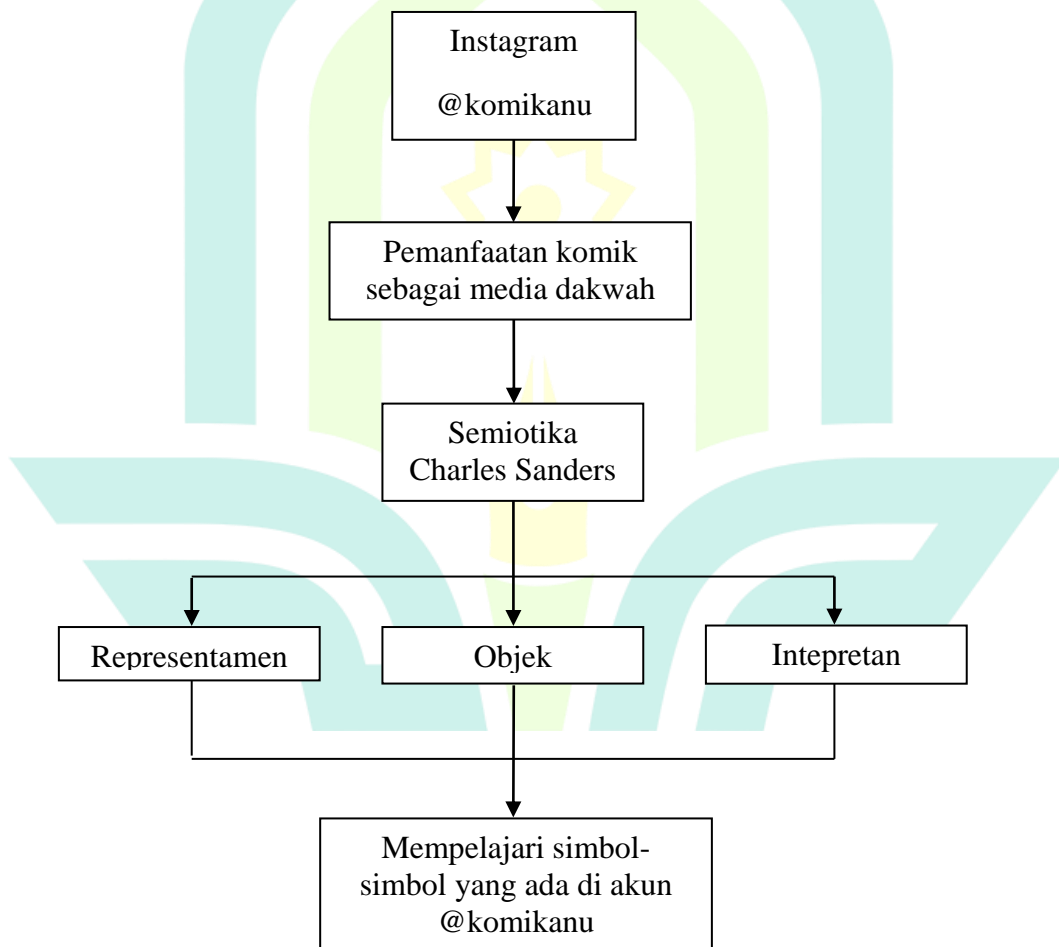 Instagram
@komikanu
Pemanfaatan komik
sebagai media dakwah
Semiotika
Charles Sanders
Representamen
Objek
Intepretan
Mempelajari simbol-
simbol yang ada di akun
@komikanu